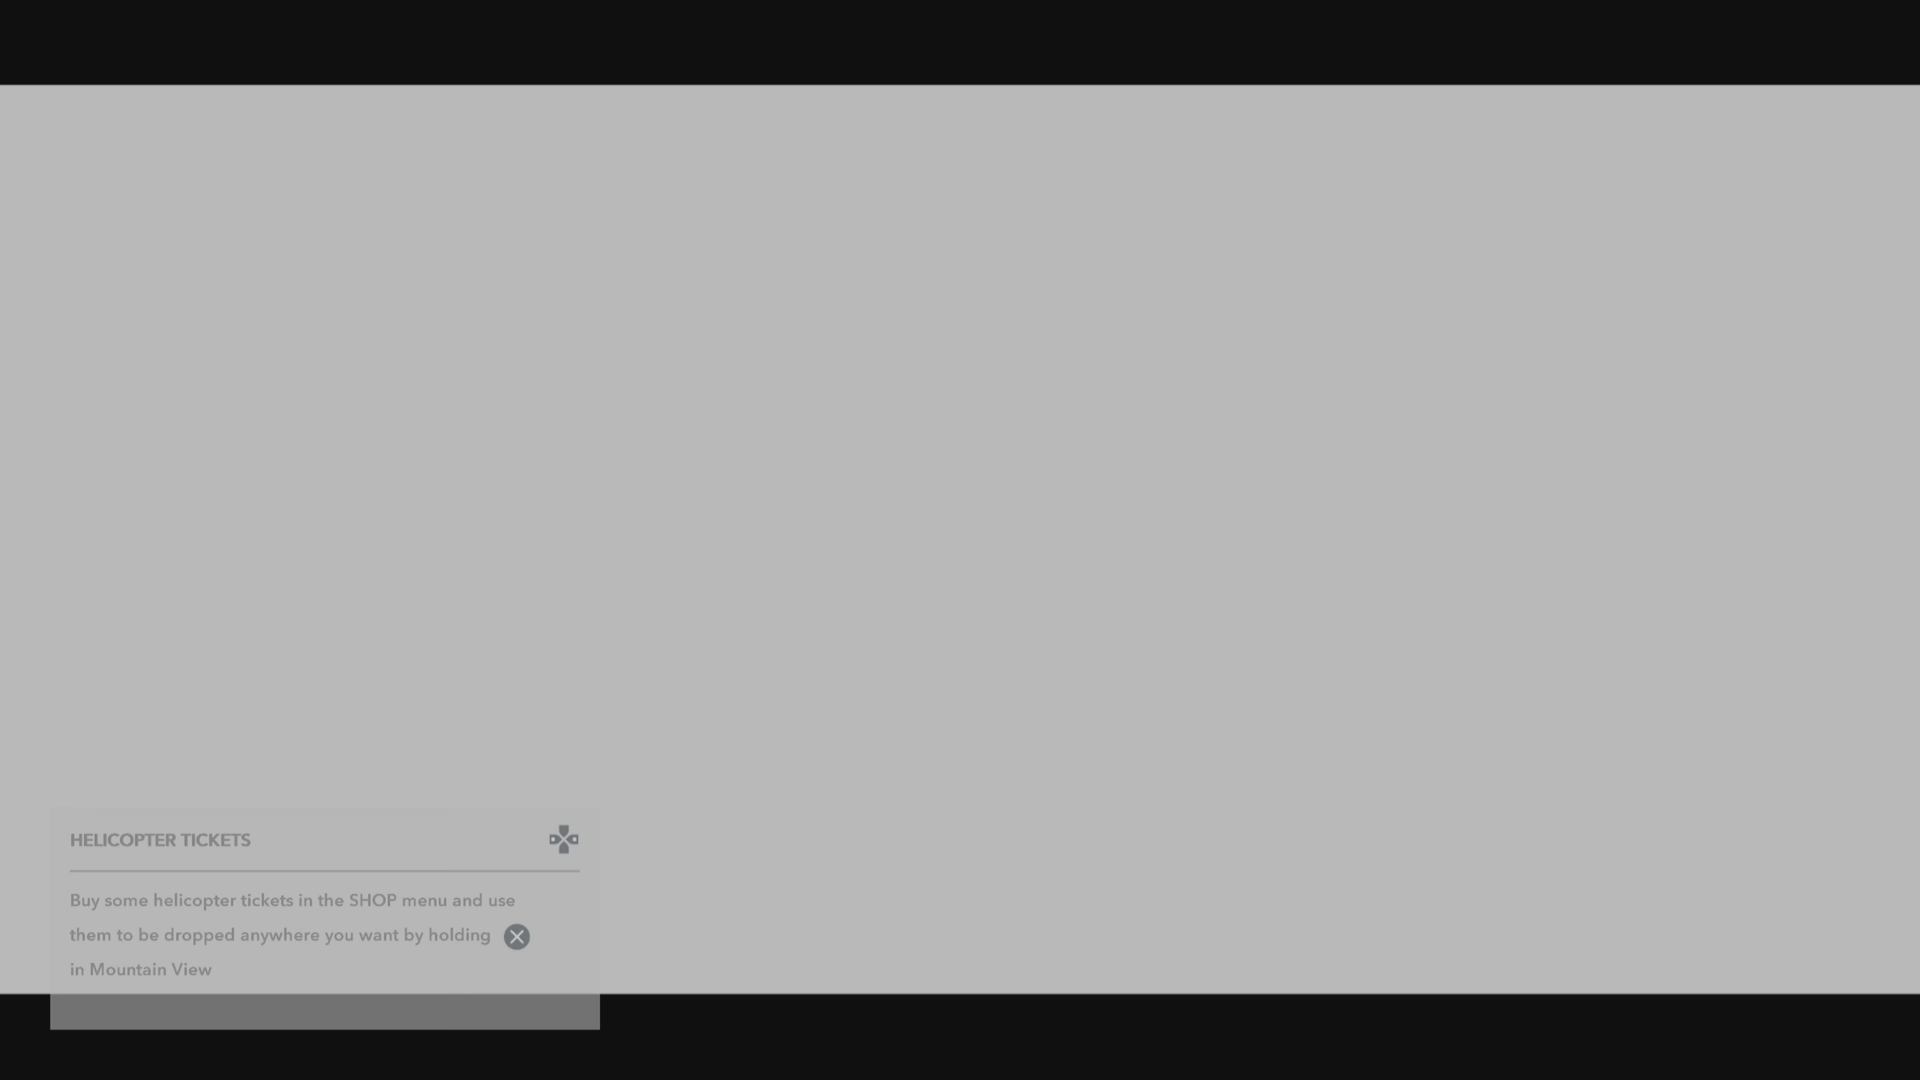 HELICOPTER TICKETS
Buy some helicopter tickets in the SHOP menu and use
them to be dropped anywhere you want by holding
in Mountain View